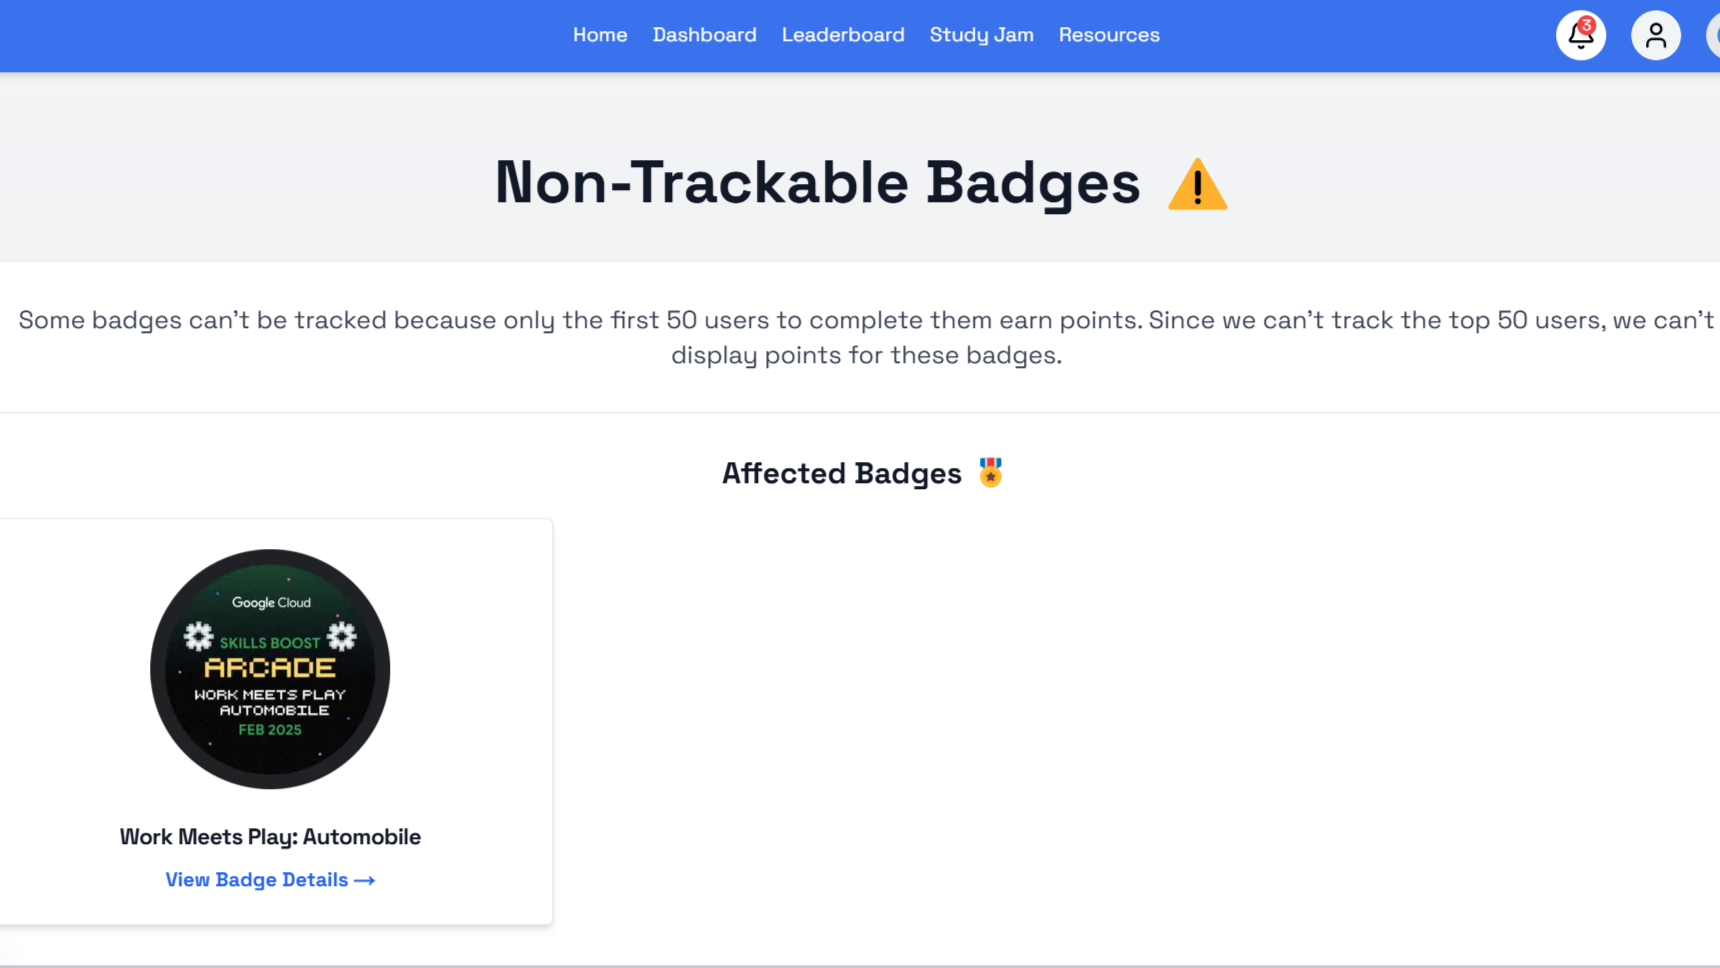 Home Dashboard Leaderboard Study Jam Resources
3
Non-Trackable Badges
Some badges can't be tracked because only the first 50 users to complete them earn points. Since we can't track the top 50 users, we can't
display points for these badges.
Affected Badges
Google Cloud
SKILLS BOOST
ARCADE
WORK MEETS PLAY
AUTOMOBILE
FEB 2025
Work Meets Play: Automobile
View Badge Details →